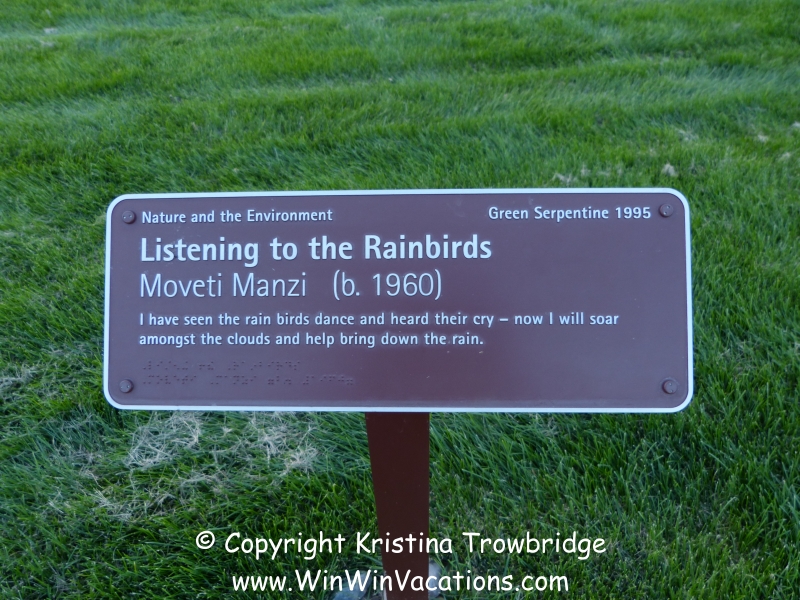 Nature and the Environment Green Serpentine 1995
Listening to the Rainbirds
Moveti Manzi (b. 1960)
I have seen the rain birds dance and heard their cry – now I will soar
amongst the clouds and help bring down the rain.
© Copyright Kristina Trowbridge
www.WinWinVacations.com